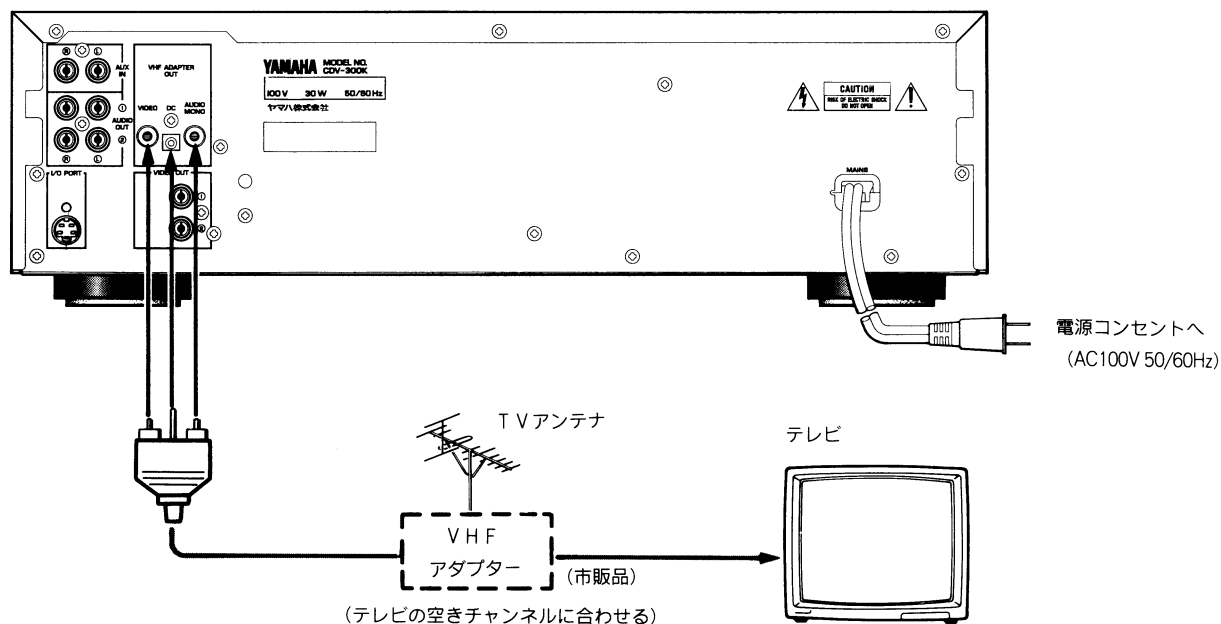 R L
AUX IN
VHF ADAPTER OUT
VIDEO DC AUDIO MONO
1
AUDIO OUT
2
R L
I/O PORT
VIDEO OUT
1
2
YAMAHA MODEL NO. CDV-300K
100V 30W 50/60Hz
ヤマハ株式会社
CAUTION
RISK OF ELECTRIC SHOCK
DO NOT OPEN
MAINS
電源コンセントへ
(AC100V 50/60Hz)
TVアンテナ
テレビ
VHF
アダプター
(市販品)
(テレビの空きチャンネルに合わせる)